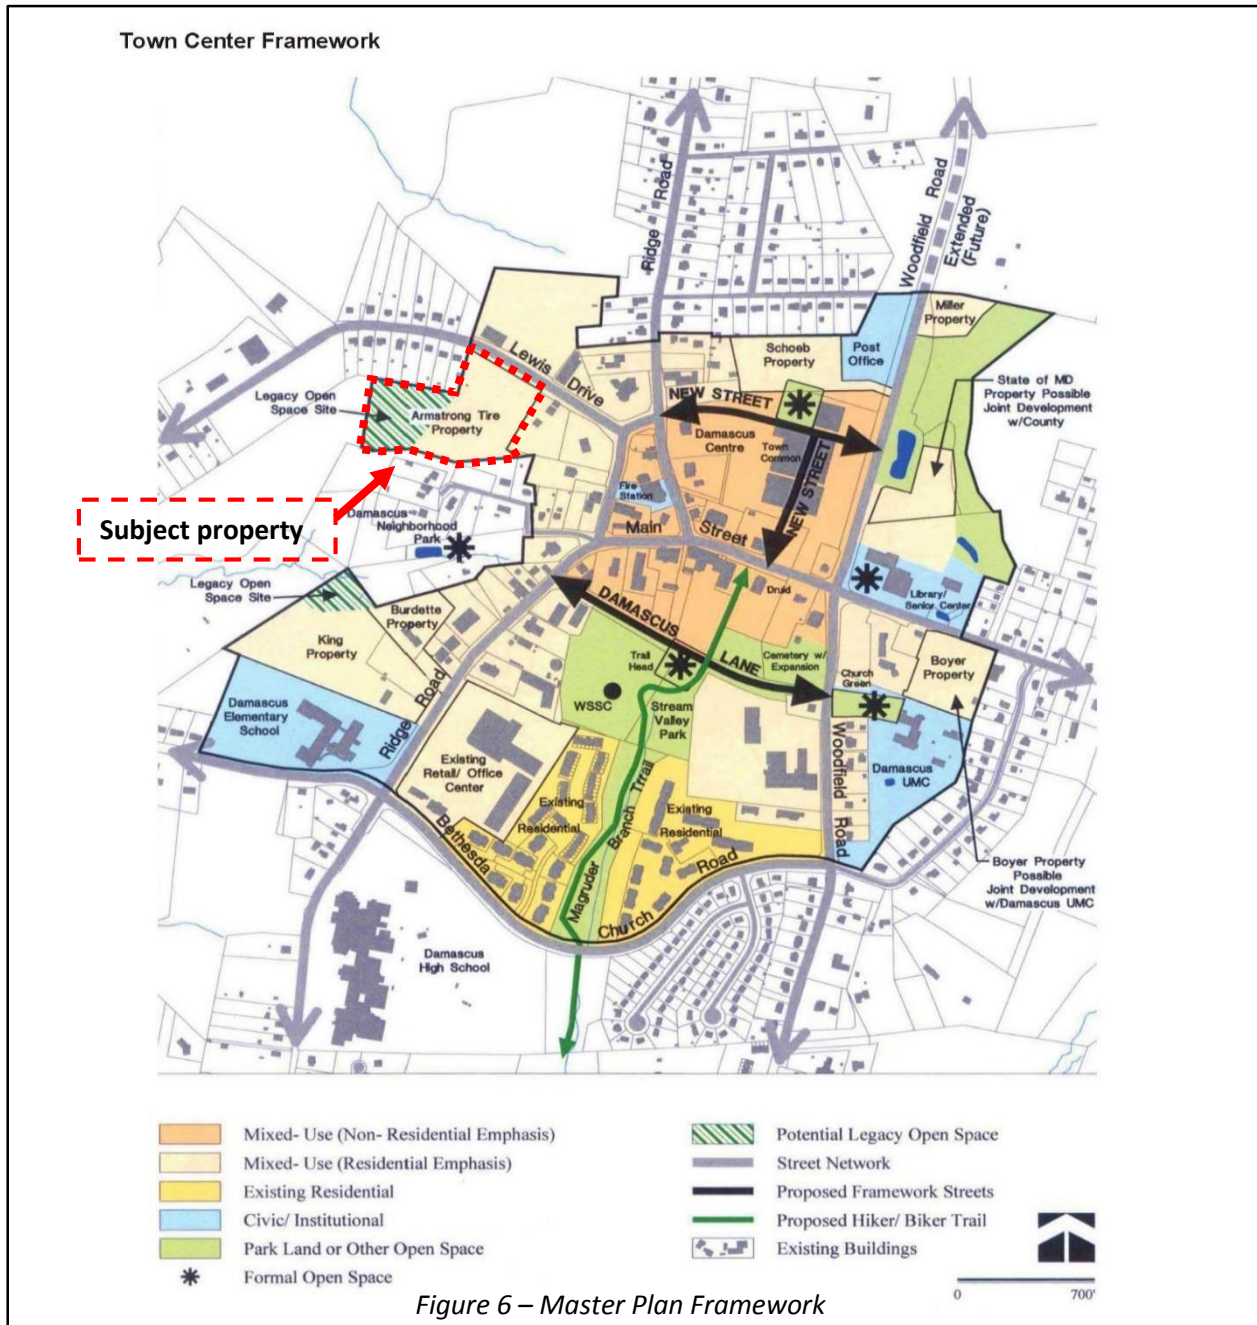 Town Center Framework
Ridge Road
Woodfield Road
Extended
(Future)
Miller
Property
Schoeb
Property
Post
Office
Lewis Drive
Legacy Open
Space Site
Armstrong Tire
Property
NEW STREET
State of MD
Property Possible
Joint Development
w/County
Damascus
Centre
Town
Common
NEW STREET
Fire
Station
Subject property
Damascus
Neighborhood
Park
Main Street
Legacy Open
Space Site
Burdette
Property
DAMASCUS LANE
Druid
Library/
Senior Center
King
Property
Trail
Head
Cemetery w/
Expansion
Church
Green
Boyer
Property
Damascus
Elementary
School
Ridge Road
WSSC
Stream
Valley
Park
Woodfield Road
Damascus
UMC
Existing
Retail/ Office
Center
Existing
Residential
Existing
Residential
Magruder Branch Trrail
Bethesda Church Road
Boyer Property
Possible
Joint Development
w/Damascus UMC
Damascus
High School
Mixed- Use (Non- Residential Emphasis)
Mixed- Use (Residential Emphasis)
Existing Residential
Civic/ Institutional
Park Land or Other Open Space
Formal Open Space
Potential Legacy Open Space
Street Network
Proposed Framework Streets
Proposed Hiker/ Biker Trail
Existing Buildings
0 700'
Figure 6 – Master Plan Framework